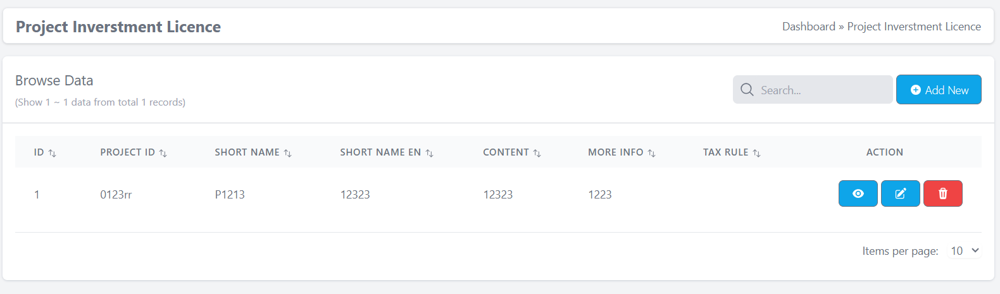 Project Inverstment Licence
Dashboard » Project Inverstment Licence
Browse Data
(Show 1 ~ 1 data from total 1 records)
Search...
Add New
ID PROJECT ID SHORT NAME SHORT NAME EN CONTENT MORE INFO TAX RULE ACTION
1 0123rr P1213 12323 12323 1223
Items per page: 10